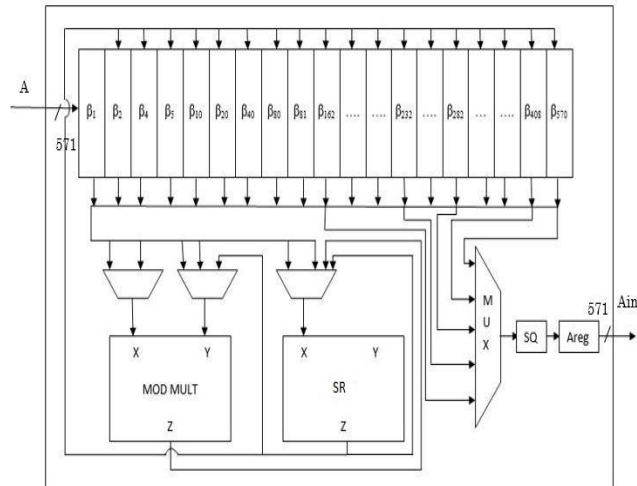 A
571
β1 β2 β4 β5 β10 β20 β40 β80 β81 β162 .... .... β232 .... β282 ... .... β408 β570
M
U
X
571
Ain
SQ
Areg
X Y
MOD MULT
Z
X Y
SR
Z